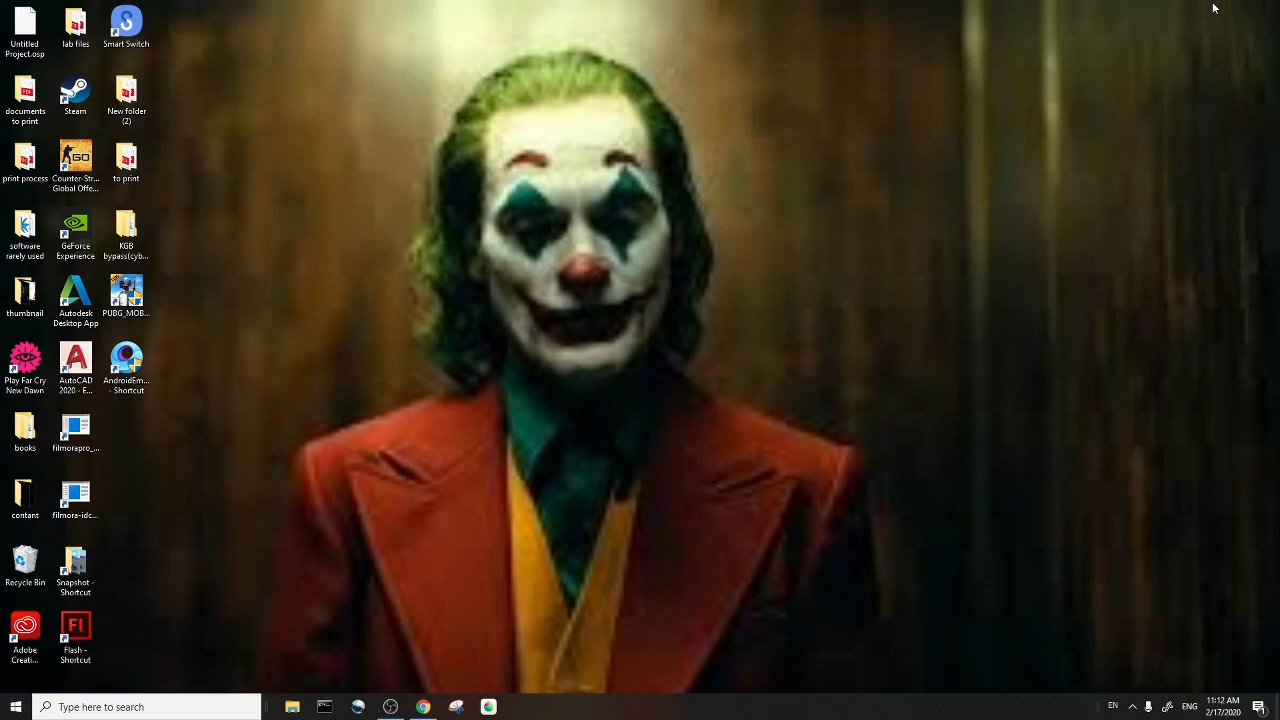 Untitled
Project.osp
lab files
Smart Switch
documents
to print
Steam
New folder
(2)
print process
Counter-Str...
Global Offe...
to print
software
rarely used
GeForce
Experience
KGB
bypass(cyb...
thumbnail
Autodesk
Desktop App
PUBG_MOB...
Play Far Cry
New Dawn
AutoCAD
2020 - E...
AndroidEm...
- Shortcut
books
filmorapro_...
contant
filmora-idc...
Recycle Bin
Snapshot -
Shortcut
Adobe
Creati...
Flash -
Shortcut
Type here to search
EN
ENG
11:12 AM
2/17/2020